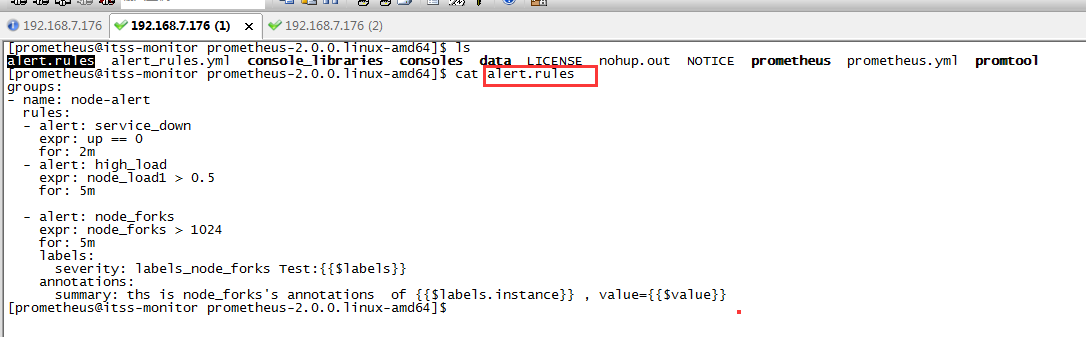 192.168.7.176 192.168.7.176 (1) × 192.168.7.176 (2)
[prometheus@itss-monitor prometheus-2.0.0.linux-amd64]$ ls
alert.rules alert_rules.yml console_libraries consoles data LICENSE nohup.out NOTICE prometheus prometheus.yml promtool
[prometheus@itss-monitor prometheus-2.0.0.linux-amd64]$ cat alert.rules
groups:
- name: node-alert
  rules:
  - alert: service_down
    expr: up == 0
    for: 2m
  - alert: high_load
    expr: node_load1 > 0.5
    for: 5m
  - alert: node_forks
    expr: node_forks > 1024
    for: 5m
    labels:
      severity: labels_node_forks Test:{{$labels}}
    annotations:
      summary: ths is node_forks's annotations  of {{$labels.instance}} , value={{$value}}
[prometheus@itss-monitor prometheus-2.0.0.linux-amd64]$